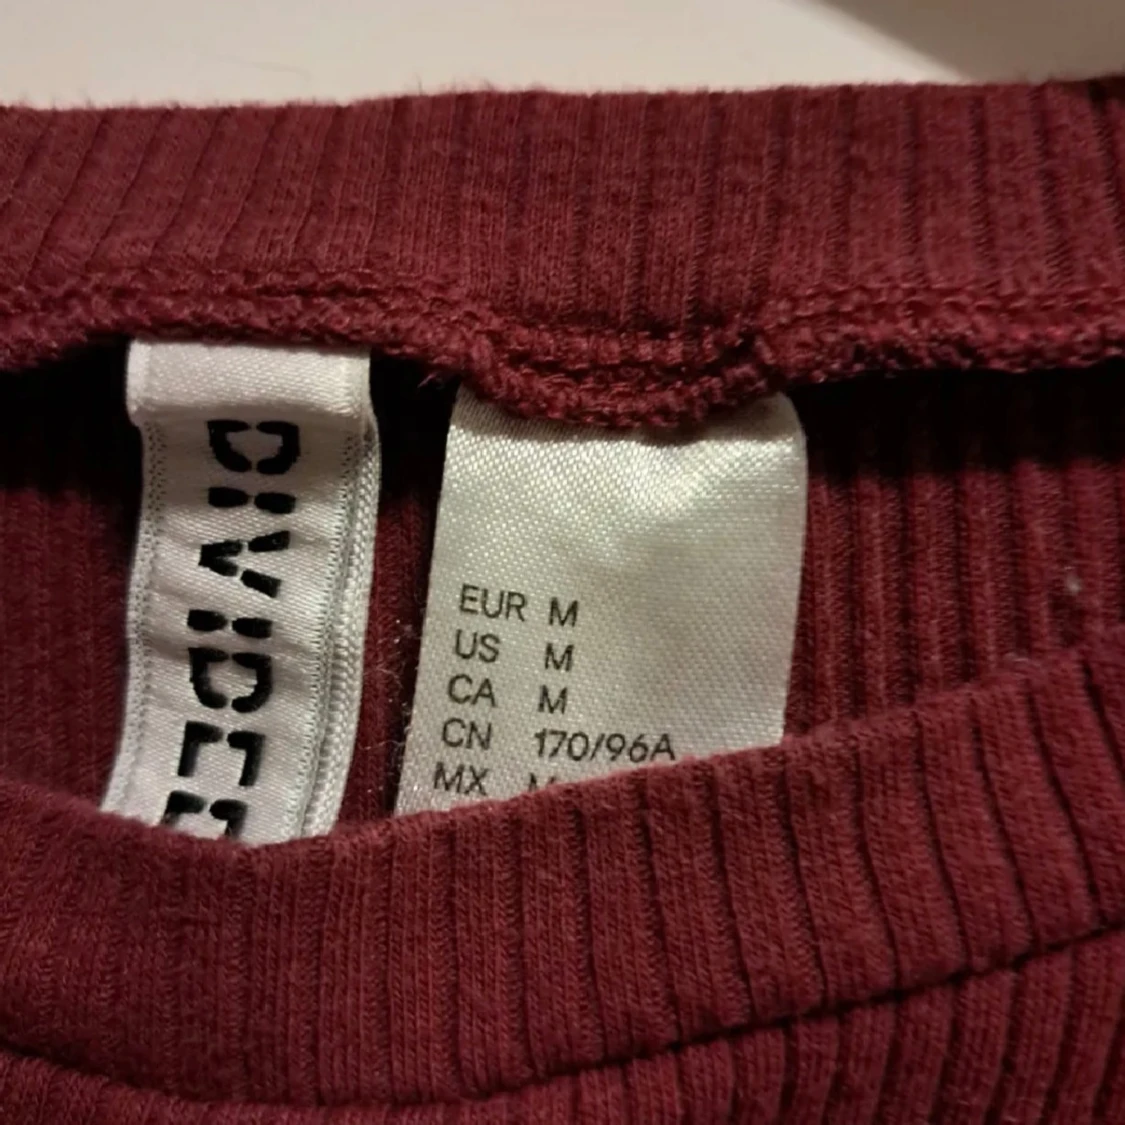 DIVIDE
EUR M
US M
CA M
CN 170/96A
MX